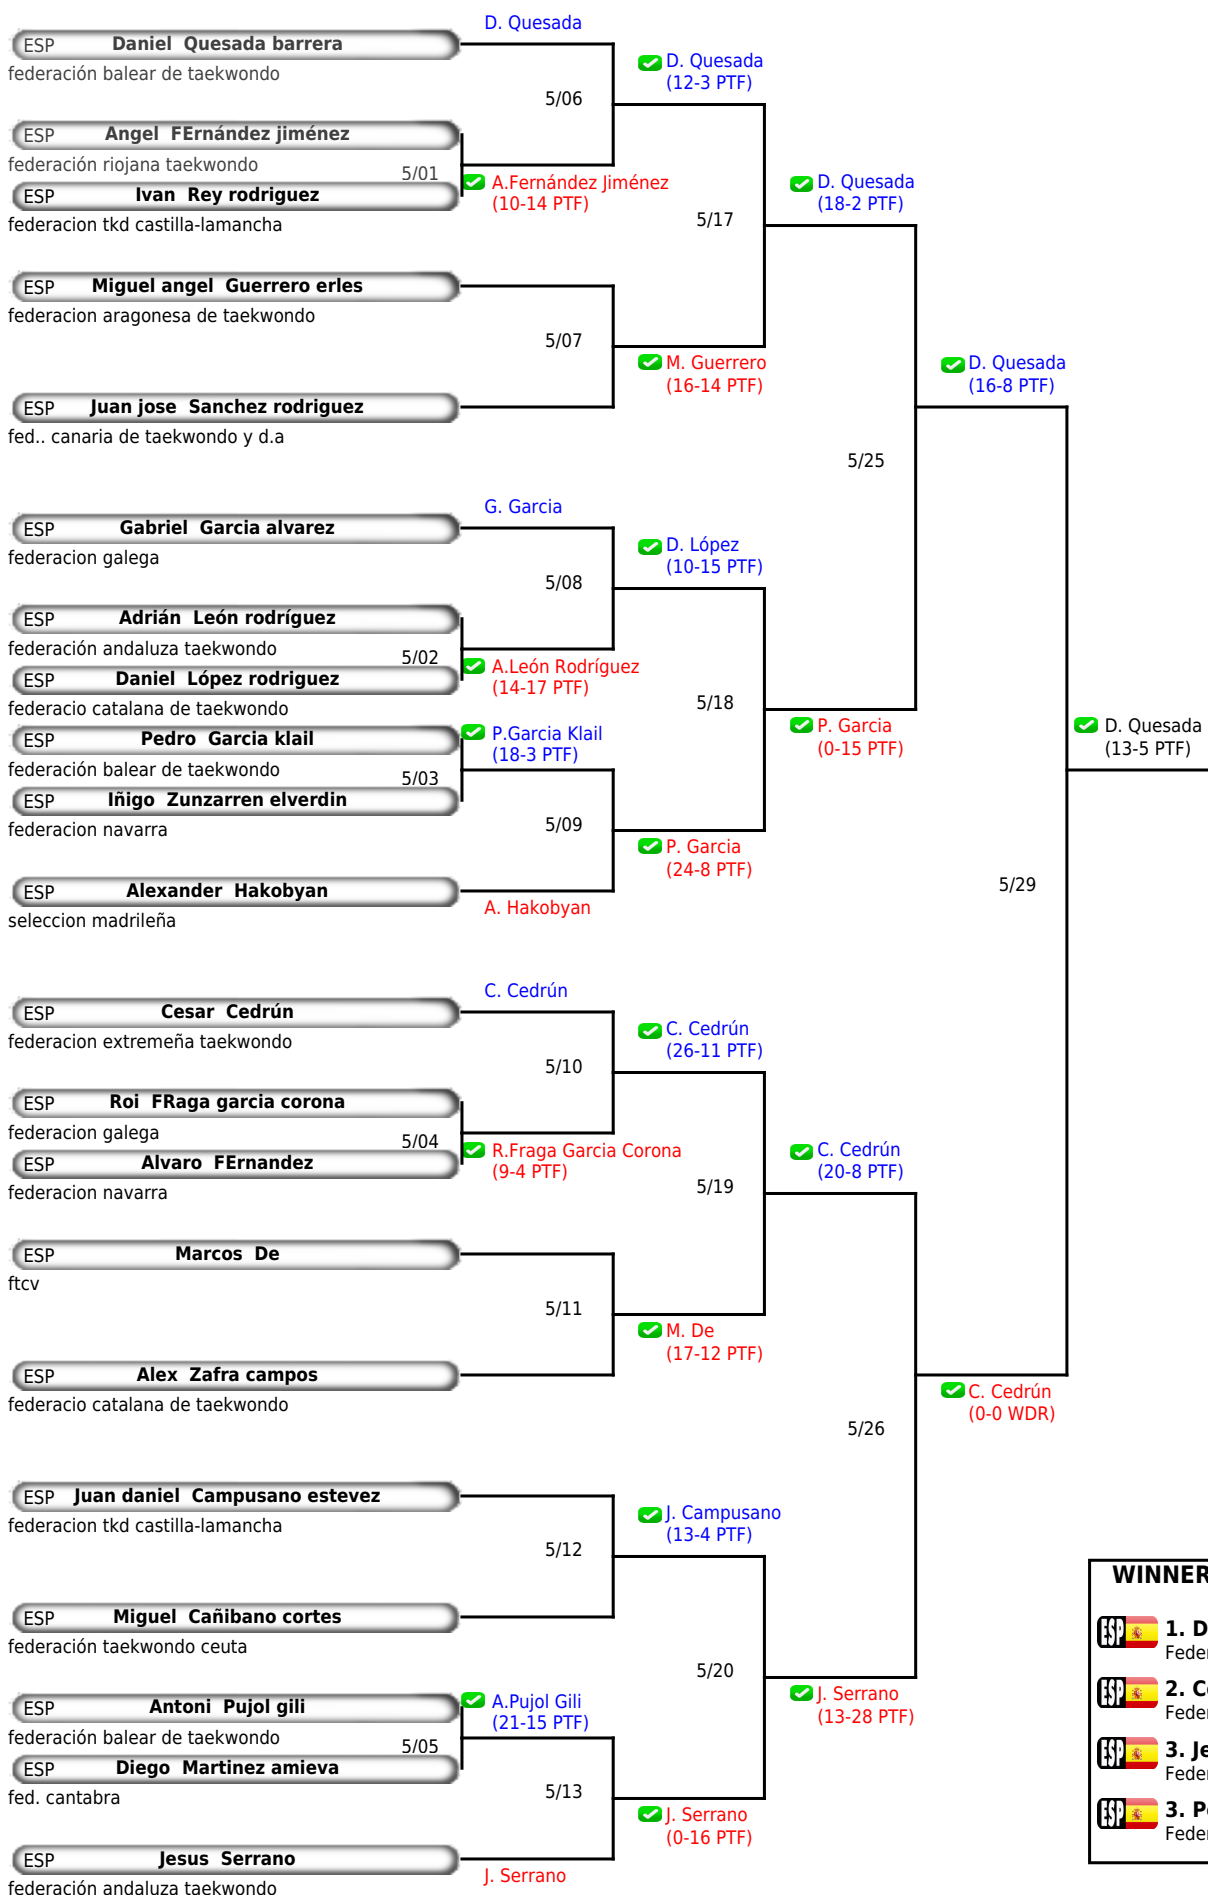 D. Quesada
ESP Daniel Quesada barrera
federación balear de taekwondo
D. Quesada
(12-3 PTF)
5/06
ESP Angel FErnández jiménez
federación riojana taekwondo
5/01
ESP Ivan Rey rodriguez
federacion tkd castilla-lamancha
A.Fernández Jiménez
(10-14 PTF)
D. Quesada
(18-2 PTF)
5/17
ESP Miguel angel Guerrero erles
federacion aragonesa de taekwondo
5/07
M. Guerrero
(16-14 PTF)
D. Quesada
(16-8 PTF)
ESP Juan jose Sanchez rodriguez
fed.. canaria de taekwondo y d.a
5/25
G. Garcia
ESP Gabriel Garcia alvarez
federacion galega
D. López
(10-15 PTF)
5/08
ESP Adrián León rodríguez
federación andaluza taekwondo
5/02
A.León Rodríguez
(14-17 PTF)
ESP Daniel López rodriguez
federacio catalana de taekwondo
5/18
ESP Pedro Garcia klail
P.Garcia Klail
(18-3 PTF)
P. Garcia
(0-15 PTF)
D. Quesada
(13-5 PTF)
federación balear de taekwondo
5/03
ESP Iñigo Zunzarren elverdin
federacion navarra
5/09
P. Garcia
(24-8 PTF)
ESP Alexander Hakobyan
seleccion madrileña
A. Hakobyan
5/29
C. Cedrún
ESP Cesar Cedrún
federacion extremeña taekwondo
C. Cedrún
(26-11 PTF)
5/10
ESP Roi FRaga garcia corona
federacion galega
5/04
ESP Alvaro FErnandez
federacion navarra
R.Fraga Garcia Corona
(9-4 PTF)
C. Cedrún
(20-8 PTF)
5/19
ESP Marcos De
ftcv
5/11
M. De
(17-12 PTF)
ESP Alex Zafra campos
federacio catalana de taekwondo
C. Cedrún
(0-0 WDR)
5/26
ESP Juan daniel Campusano estevez
federacion tkd castilla-lamancha
J. Campusano
(13-4 PTF)
5/12
ESP Miguel Cañibano cortes
federación taekwondo ceuta
5/20
ESP Antoni Pujol gili
federación balear de taekwondo
5/05
A.Pujol Gili
(21-15 PTF)
J. Serrano
(13-28 PTF)
ESP Diego Martinez amieva
fed. cantabra
5/13
J. Serrano
(0-16 PTF)
ESP Jesus Serrano
federación andaluza taekwondo
J. Serrano
WINNER
ESP 1. D
Feder
ESP 2. C
Feder
ESP 3. Je
Feder
ESP 3. P
Feder